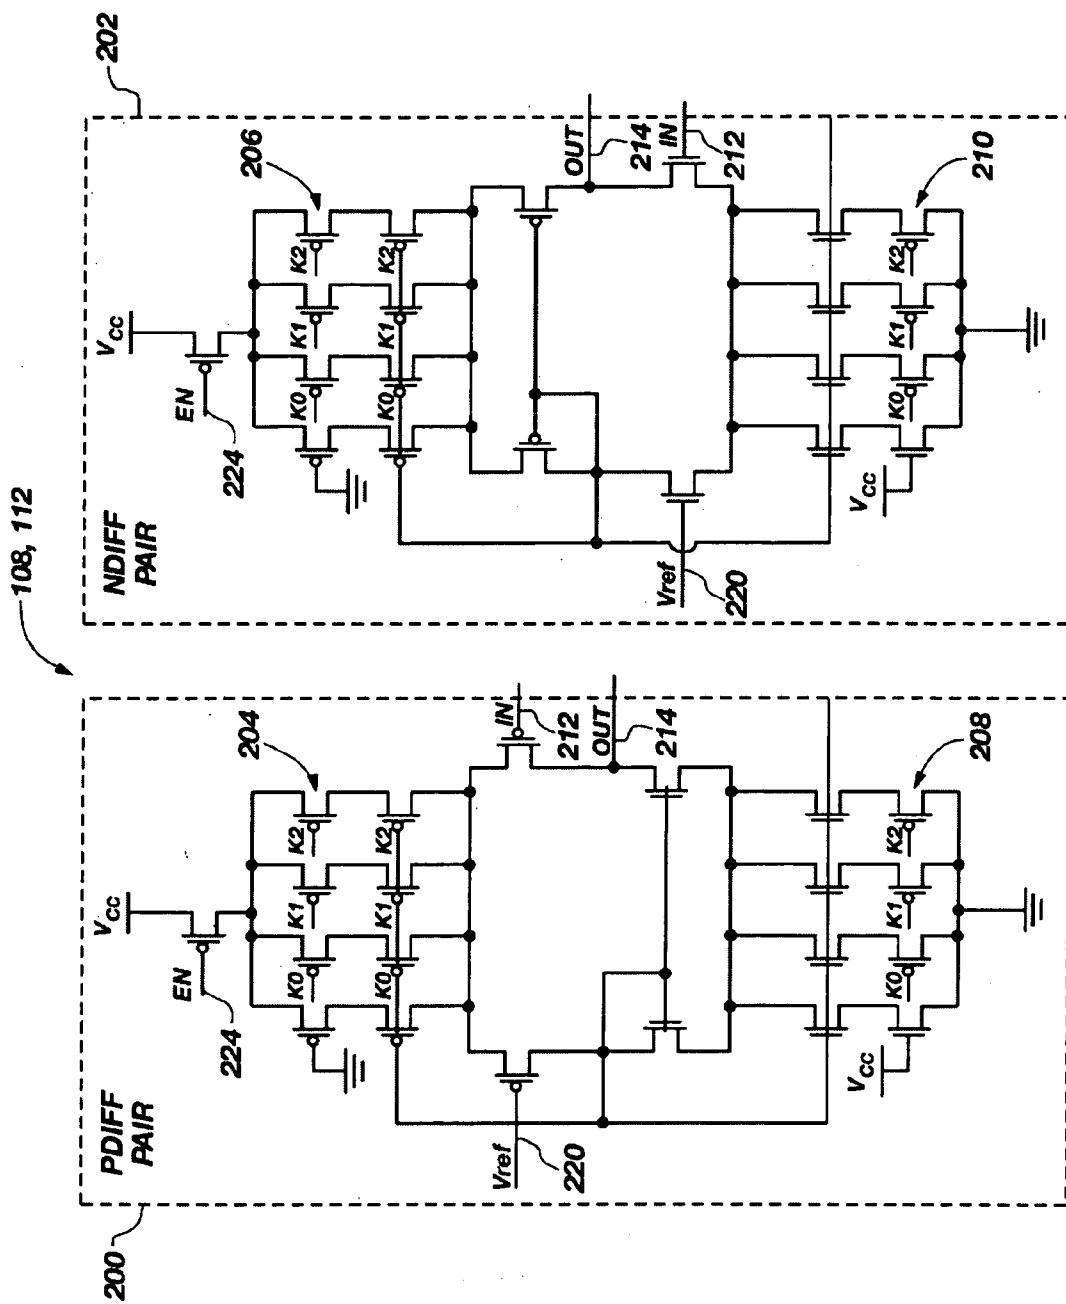 108, 112
200
PDIFF
PAIR
VCC
EN
224
204
K0
K1
K2
K0
K1
K2
Vref
220
IN
212
OUT
214
208
VCC
K0
K1
K2
202
NDIFF
PAIR
VCC
EN
224
206
K0
K1
K2
K0
K1
K2
OUT
214
IN
212
Vref
220
210
VCC
K0
K1
K2